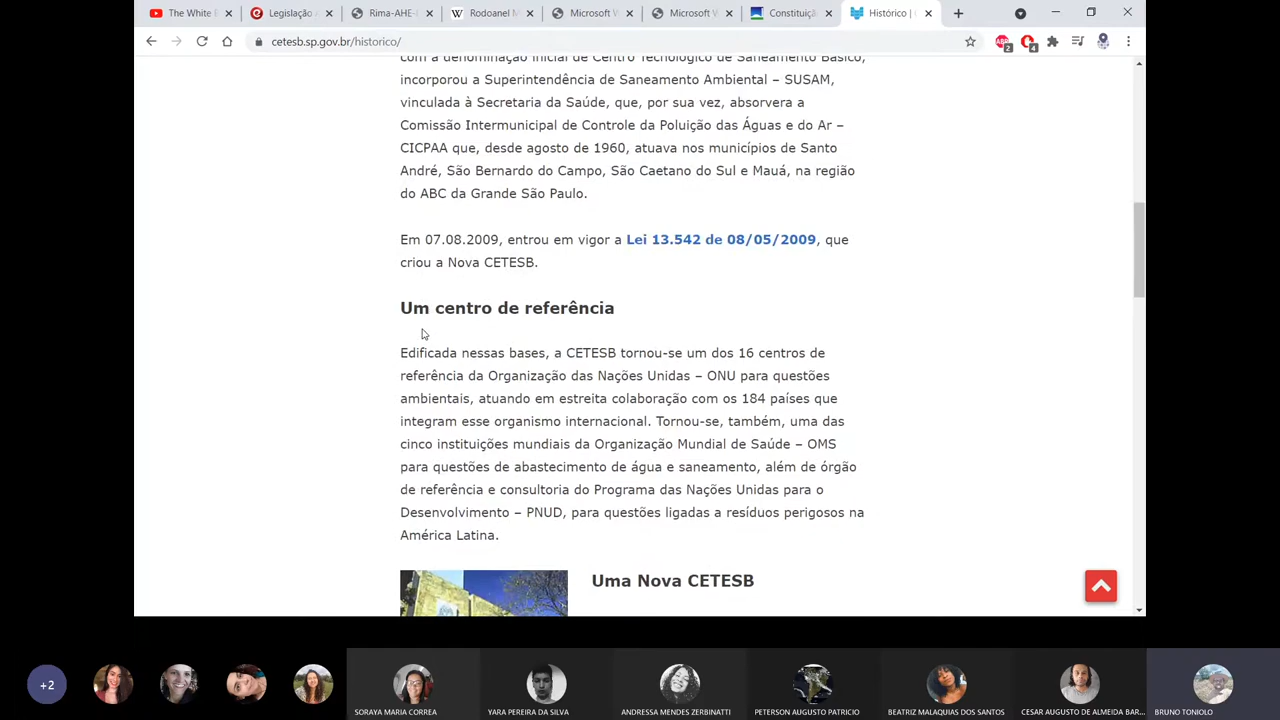 The White
Legislação
Rima-AHE-
Rodoanel M
Microsoft W
Microsoft W
Constituiçã
Histórico |
cetesb.sp.gov.br/historico/
com a denominação inicial de Centro Tecnológico de Saneamento Básico,
incorporou a Superintendência de Saneamento Ambiental – SUSAM,
vinculada à Secretaria da Saúde, que, por sua vez, absorvera a
Comissão Intermunicipal de Controle da Poluição das Águas e do Ar –
CICPAA que, desde agosto de 1960, atuava nos municípios de Santo
André, São Bernardo do Campo, São Caetano do Sul e Mauá, na região
do ABC da Grande São Paulo.
Em 07.08.2009, entrou em vigor a Lei 13.542 de 08/05/2009, que
criou a Nova CETESB.
Um centro de referência
Edificada nessas bases, a CETESB tornou-se um dos 16 centros de
referência da Organização das Nações Unidas – ONU para questões
ambientais, atuando em estreita colaboração com os 184 países que
integram esse organismo internacional. Tornou-se, também, uma das
cinco instituições mundiais da Organização Mundial de Saúde – OMS
para questões de abastecimento de água e saneamento, além de órgão
de referência e consultoria do Programa das Nações Unidas para o
Desenvolvimento – PNUD, para questões ligadas a resíduos perigosos na
América Latina.
Uma Nova CETESB
+2
SORAYA MARIA CORREA
YARA PEREIRA DA SILVA
ANDRESSA MENDES ZERBINATTI
PETERSON AUGUSTO PATRICIO
BEATRIZ MALAQUIAS DOS SANTOS
CESAR AUGUSTO DE ALMEIDA BAR...
BRUNO TONIOLO